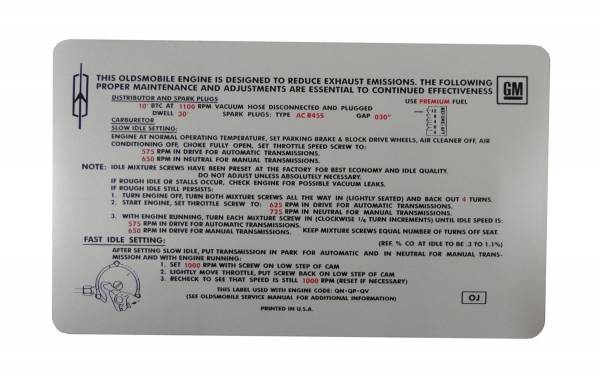 THIS OLDSMOBILE ENGINE IS DESIGNED TO REDUCE EXHAUST EMISSIONS. THE FOLLOWING
PROPER MAINTENANCE AND ADJUSTMENTS ARE ESSENTIAL TO CONTINUED EFFECTIVENESS
GM
DISTRIBUTOR AND SPARK PLUGS
USE PREMIUM FUEL
10° BTC AT 1100 RPM VACUUM HOSE DISCONNECTED AND PLUGGED
DWELL 30° SPARK PLUGS: TYPE AC R45S GAP 030"
CARBURETOR
SLOW IDLE SETTING:
ENGINE AT NORMAL OPERATING TEMPERATURE, SET PARKING BRAKE & BLOCK DRIVE WHEELS, AIR CLEANER OFF, AIR
CONDITIONING OFF, CHOKE FULLY OPEN, SET THROTTLE SPEED SCREW TO:
575 RPM IN DRIVE FOR AUTOMATIC TRANSMISSIONS.
650 RPM IN NEUTRAL FOR MANUAL TRANSMISSIONS.
NOTE: IDLE MIXTURE SCREWS HAVE BEEN PRESET AT THE FACTORY FOR BEST ECONOMY AND IDLE QUALITY.
DO NOT ADJUST UNLESS ABSOLUTELY NECESSARY.
IF ROUGH IDLE OR STALLS OCCUR, CHECK ENGINE FOR POSSIBLE VACUUM LEAKS.
IF ROUGH IDLE STILL PERSISTS:
1. TURN ENGINE OFF, TURN BOTH MIXTURE SCREWS ALL THE WAY IN (LIGHTLY SEATED) AND BACK OUT 4 TURNS.
2. START ENGINE, SET THROTTLE SCREW TO: 625 RPM IN DRIVE FOR AUTOMATIC TRANSMISSIONS.
725 RPM IN NEUTRAL FOR MANUAL TRANSMISSIONS.
3. WITH ENGINE RUNNING, TURN EACH MIXTURE SCREW IN (CLOCKWISE 1/4 TURN INCREMENTS) UNTIL IDLE SPEED IS:
575 RPM IN DRIVE FOR AUTOMATIC TRANSMISSIONS.
650 RPM IN DRIVE FOR MANUAL TRANSMISSIONS. KEEP MIXTURE SCREWS EQUAL NUMBER OF TURNS OFF SEAT.
FAST IDLE SETTING: (REF. % CO AT IDLE TO BE .3 TO 1.1%)
AFTER SETTING SLOW IDLE, PUT TRANSMISSION IN PARK FOR AUTOMATIC AND IN NEUTRAL FOR MANUAL TRANS-
MISSION AND WITH ENGINE RUNNING:
1. SET 1000 RPM WITH SCREW ON LOW STEP OF CAM
2. LIGHTLY MOVE THROTTLE, PUT SCREW BACK ON LOW STEP OF CAM
3. RECHECK TO SEE THAT SPEED IS STILL 1000 RPM (RESET IF NECESSARY)
THIS LABEL USED WITH ENGINE CODE: QN•QP•QV
(SEE OLDSMOBILE SERVICE MANUAL FOR ADDITIONAL INFORMATION)
OJ
PRINTED IN U.S.A.